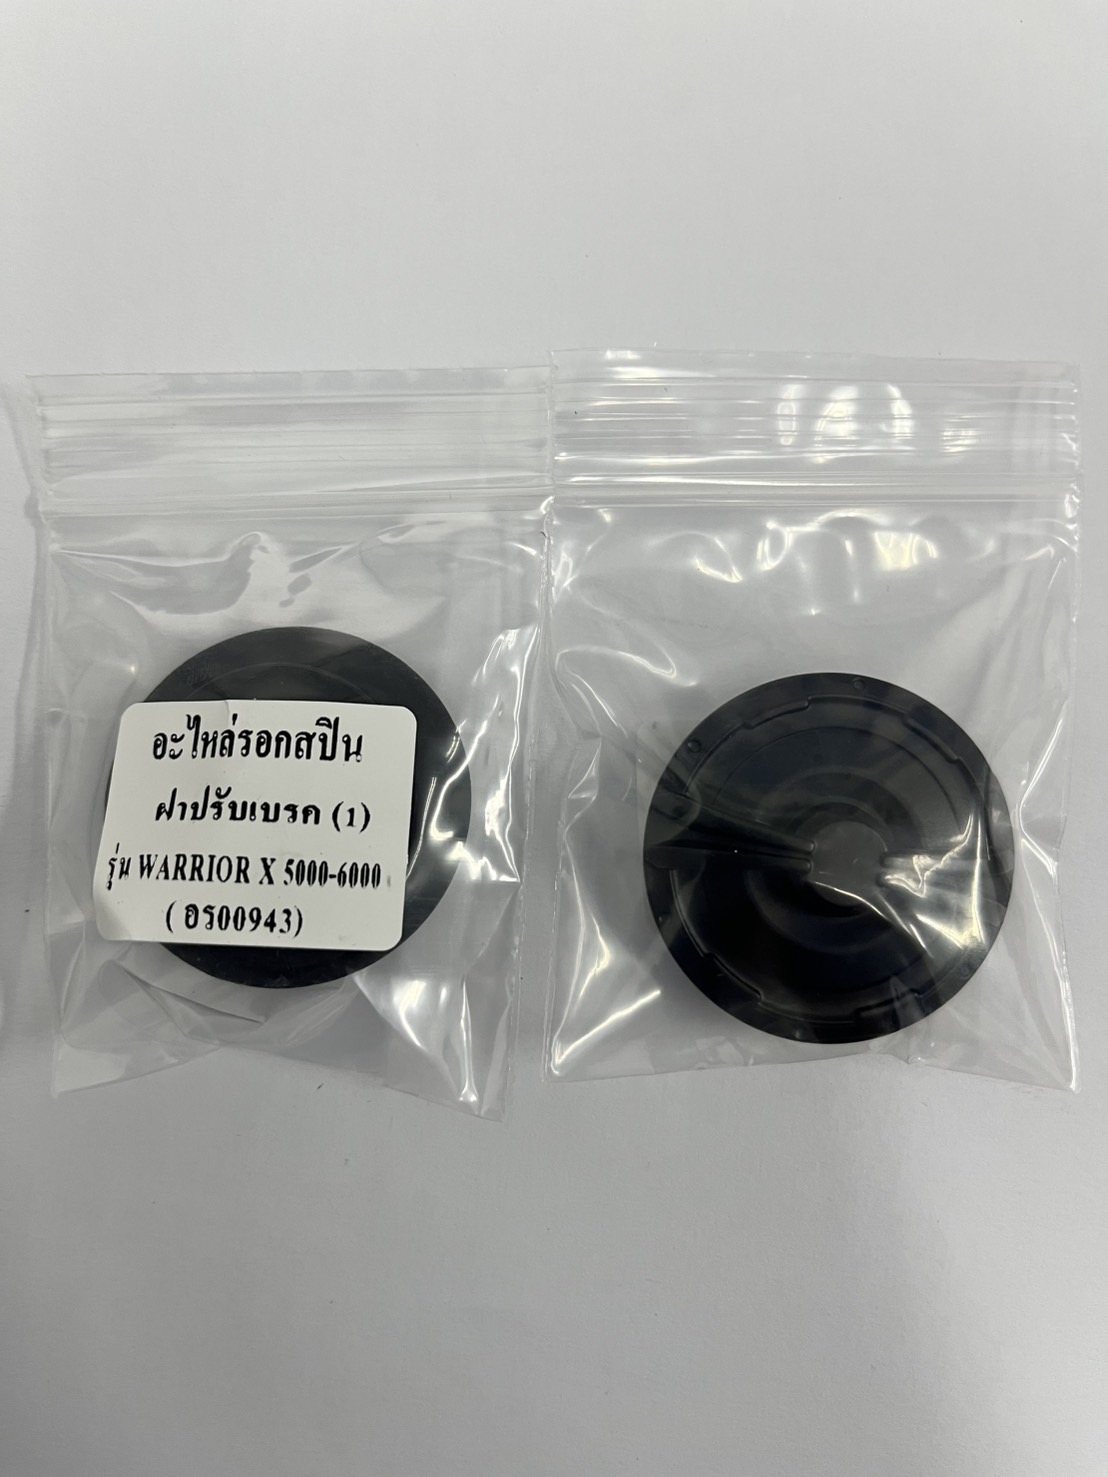 อะไหล่รอกสปิน
ฝาปรับเบรค (1)
รุ่น WARRIOR X 5000-6000
( อร00943)